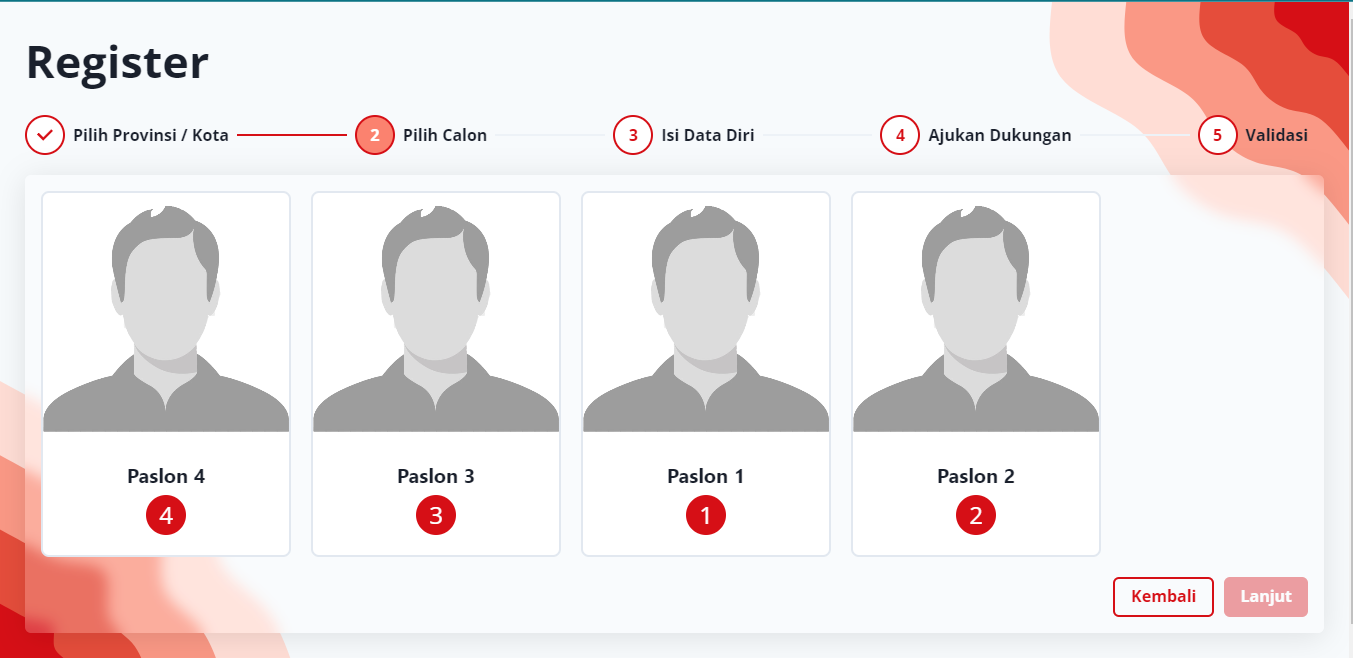 Register
Pilih Provinsi / Kota
2 Pilih Calon
3 Isi Data Diri
4 Ajukan Dukungan
5 Validasi
Paslon 4
4
Paslon 3
3
Paslon 1
1
Paslon 2
2
Kembali
Lanjut